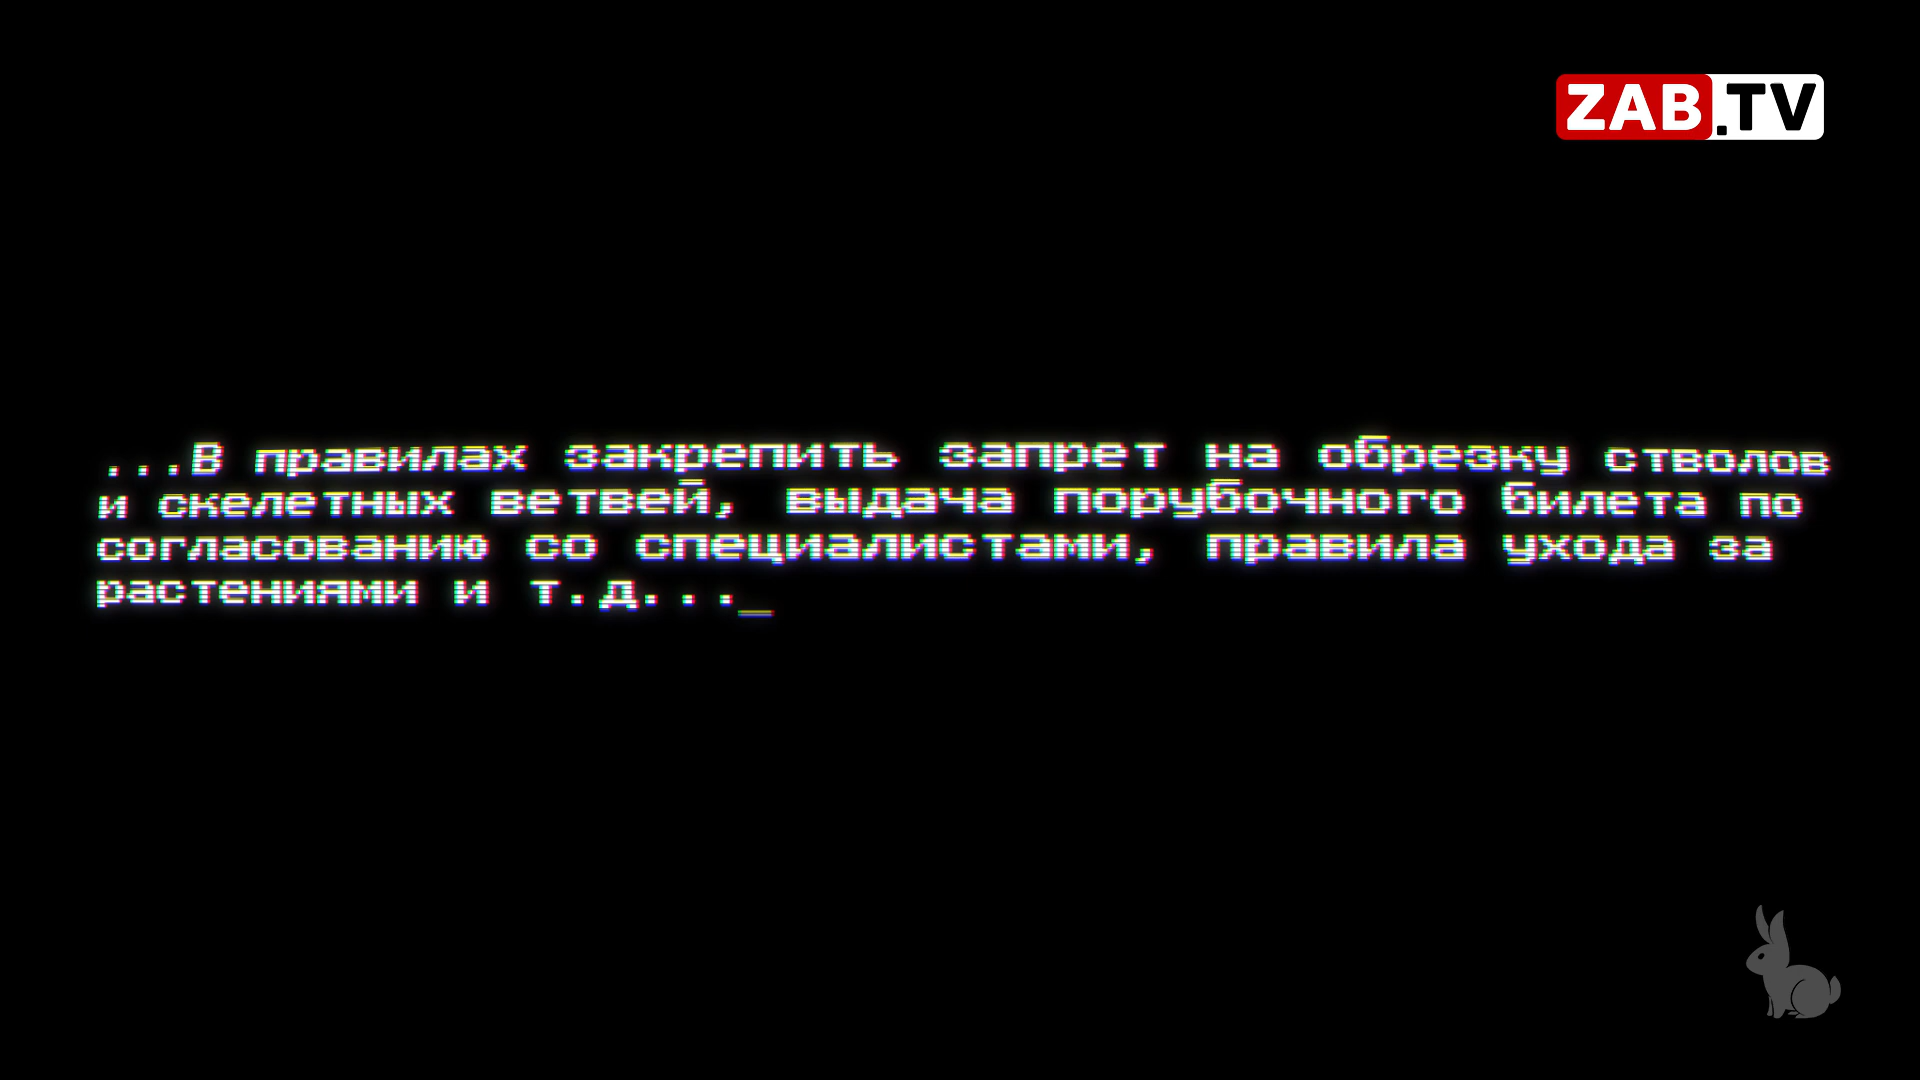 ZAB.TV
...В правилах закрепить запрет на обрезку стволов
и скелетных ветвей, выдача порубочного билета по
согласованию со специалистами, правила ухода за
растениями и т.д..._